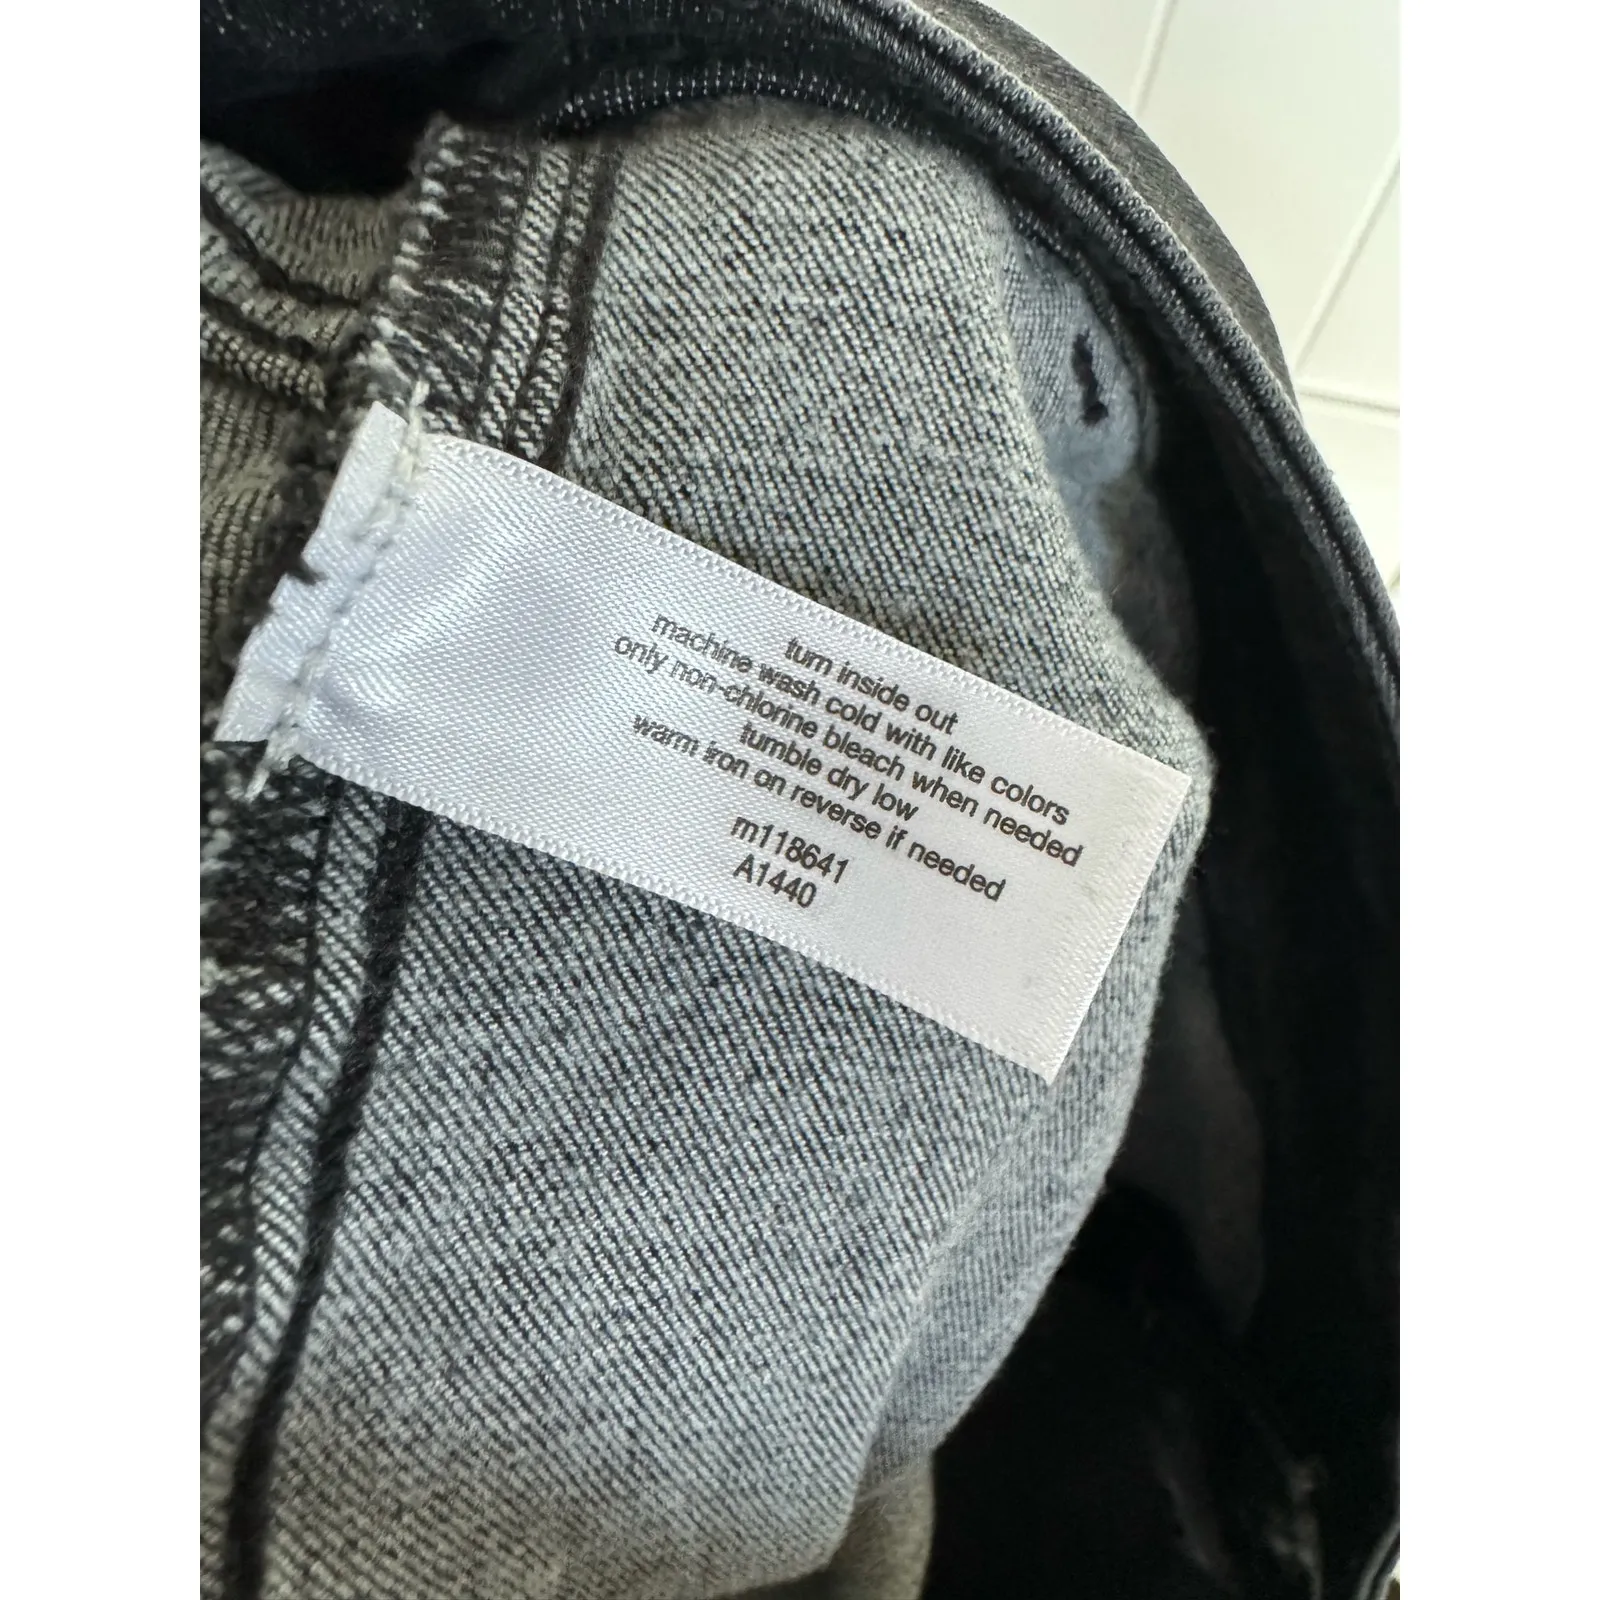 turn inside out
machine wash cold with like colors
only non-chlorine bleach when needed
tumble dry low
warm iron on reverse if needed
m118641
A1440